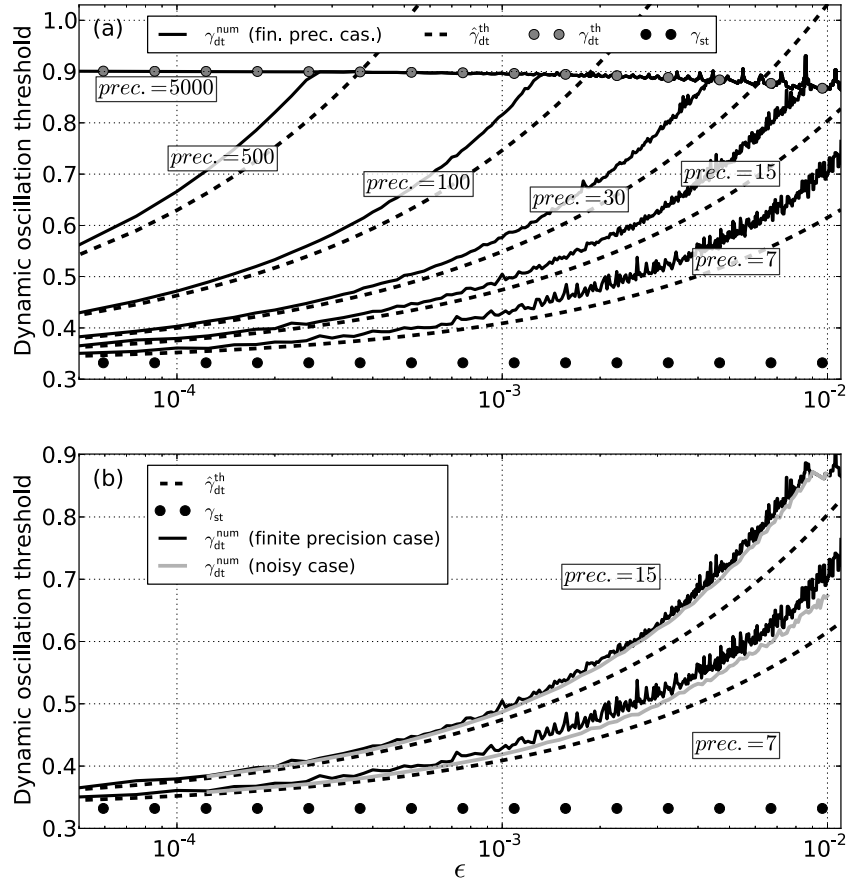 (a)
γ_dt^num (fin. prec. cas.) γ̂_dt^th γ_dt^th γ_st
1.0
0.9
0.8
0.7
0.6
0.5
0.4
0.3
Dynamic oscillation threshold
prec. = 5000
prec. = 500
prec. = 100
prec. = 30
prec. = 15
prec. = 7
10^-4 10^-3 10^-2
(b)
γ̂_dt^th
γ_st
γ_dt^num (finite precision case)
γ_dt^num (noisy case)
0.9
0.8
0.7
0.6
0.5
0.4
0.3
Dynamic oscillation threshold
prec. = 15
prec. = 7
10^-4 10^-3 10^-2
ϵ